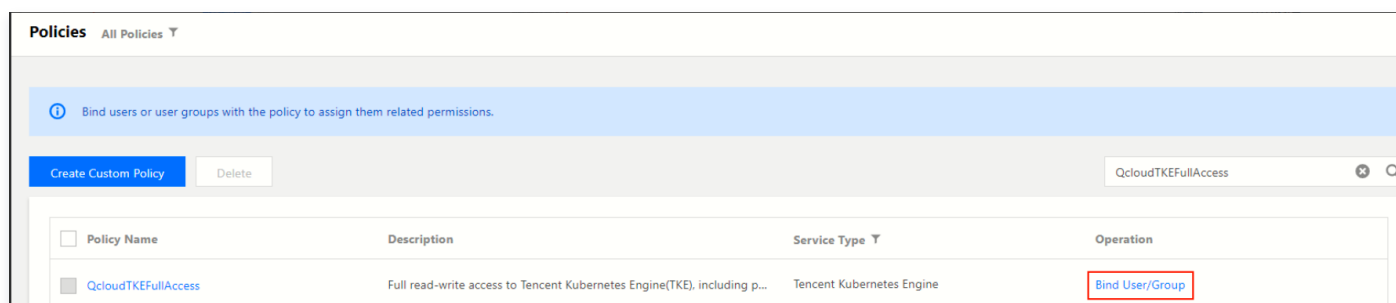 Policies All Policies
Bind users or user groups with the policy to assign them related permissions.
Create Custom Policy Delete QcloudTKEFullAccess
Policy Name Description Service Type Operation
QcloudTKEFullAccess Full read-write access to Tencent Kubernetes Engine(TKE), including p... Tencent Kubernetes Engine Bind User/Group